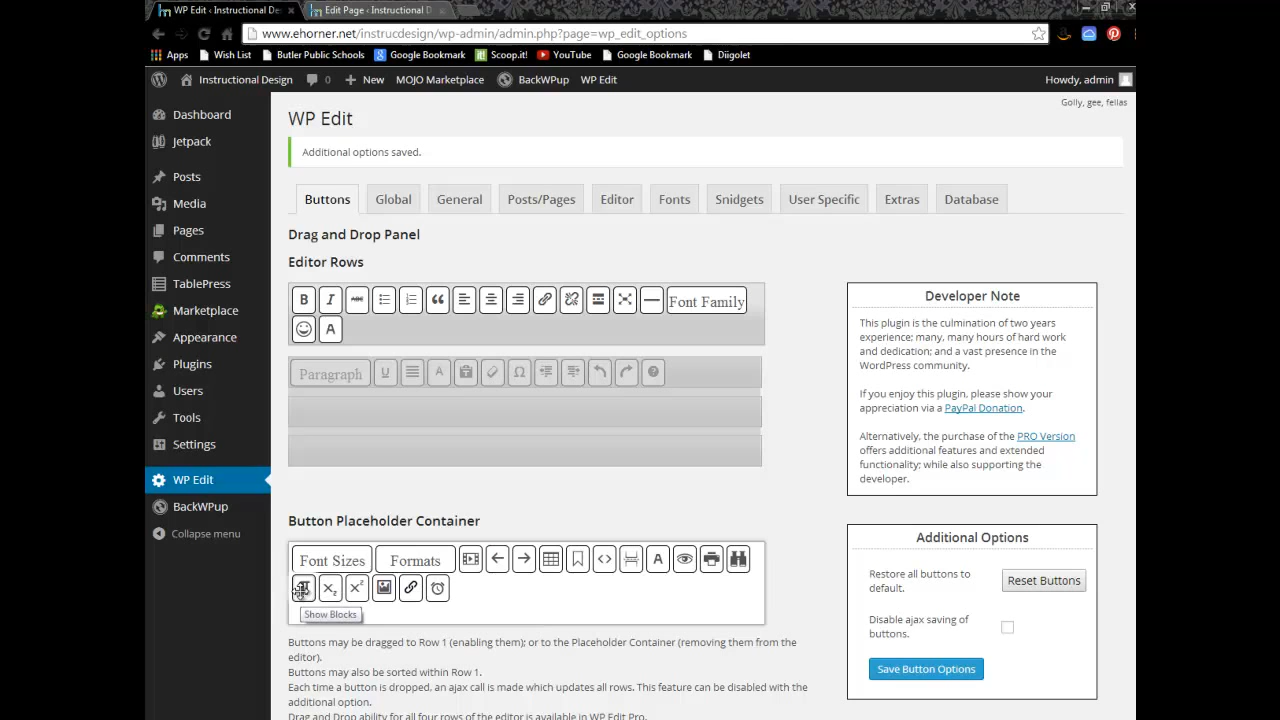 WP Edit ‹ Instructional De
Edit Page ‹ Instructional D
www.ehorner.net/instrucdesign/wp-admin/admin.php?page=wp_edit_options
Apps Wish List Butler Public Schools Google Bookmark Scoop.it! YouTube Google Bookmark Diigolet
Instructional Design 0 New MOJO Marketplace BackWPup WP Edit Howdy, admin
Golly, gee, fellas
Dashboard
Jetpack
Posts
Media
Pages
Comments
TablePress
Marketplace
Appearance
Plugins
Users
Tools
Settings
WP Edit
BackWPup
Collapse menu
WP Edit
Additional options saved.
Buttons Global General Posts/Pages Editor Fonts Snidgets User Specific Extras Database
Drag and Drop Panel
Editor Rows
B I ABC Font Family
A
Paragraph U A Ω ?
Button Placeholder Container
Font Sizes Formats A
X₂ X²
Show Blocks
Buttons may be dragged to Row 1 (enabling them); or to the Placeholder Container (removing them from the
editor).
Buttons may also be sorted within Row 1.
Each time a button is dropped, an ajax call is made which updates all rows. This feature can be disabled with the
additional option.
Drag and Drop ability for all four rows of the editor is available in WP Edit Pro.
Developer Note
This plugin is the culmination of two years
experience; many, many hours of hard work
and dedication; and a vast presence in the
WordPress community.
If you enjoy this plugin, please show your
appreciation via a PayPal Donation.
Alternatively, the purchase of the PRO Version
offers additional features and extended
functionality; while also supporting the
developer.
Additional Options
Restore all buttons to
default.
Reset Buttons
Disable ajax saving of
buttons.
Save Button Options